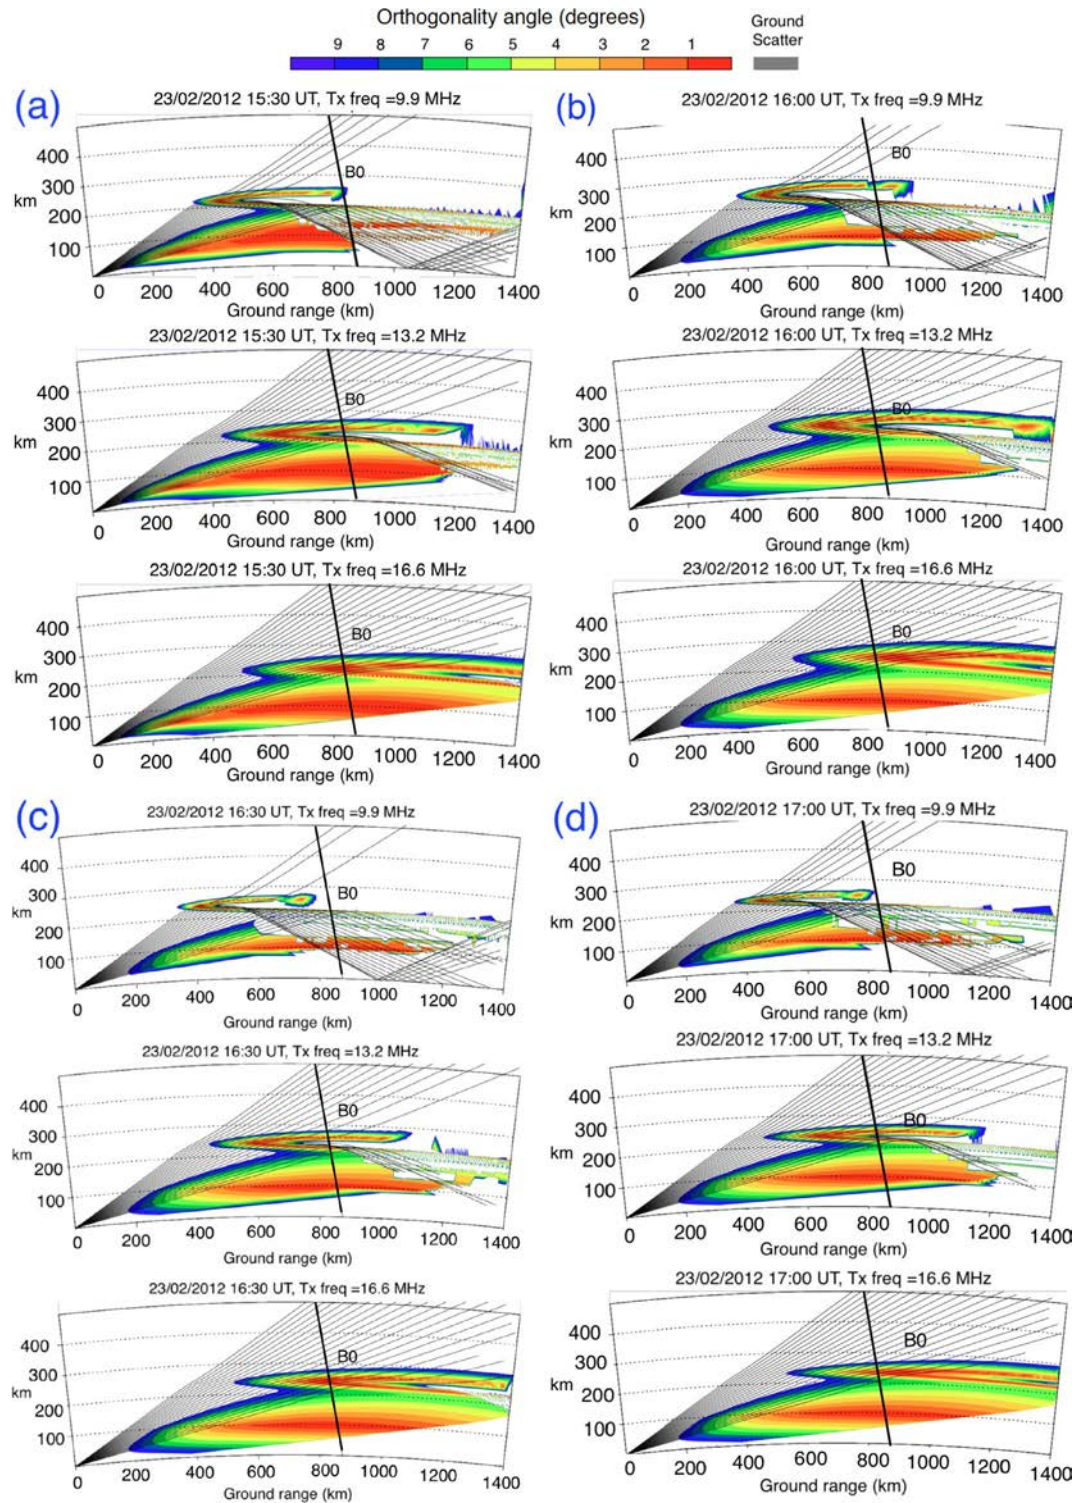 Orthogonality angle (degrees)
Ground
Scatter
9 8 7 6 5 4 3 2 1
(a)
23/02/2012 15:30 UT, Tx freq =9.9 MHz
400
300
km
200
100
B0
0 200 400 600 800 1000 1200 1400
Ground range (km)
23/02/2012 15:30 UT, Tx freq =13.2 MHz
400
300
km
200
100
B0
0 200 400 600 800 1000 1200 1400
Ground range (km)
23/02/2012 15:30 UT, Tx freq =16.6 MHz
400
300
km
200
100
B0
0 200 400 600 800 1000 1200 1400
Ground range (km)
(b)
23/02/2012 16:00 UT, Tx freq =9.9 MHz
400
300
km
200
100
B0
0 200 400 600 800 1000 1200 1400
Ground range (km)
23/02/2012 16:00 UT, Tx freq =13.2 MHz
400
300
km
200
100
B0
0 200 400 600 800 1000 1200 1400
Ground range (km)
23/02/2012 16:00 UT, Tx freq =16.6 MHz
400
300
km
200
100
B0
0 200 400 600 800 1000 1200 1400
Ground range (km)
(c)
23/02/2012 16:30 UT, Tx freq =9.9 MHz
400
300
km
200
100
B0
0 200 400 600 800 1000 1200 1400
Ground range (km)
23/02/2012 16:30 UT, Tx freq =13.2 MHz
400
300
km
200
100
B0
0 200 400 600 800 1000 1200 1400
Ground range (km)
23/02/2012 16:30 UT, Tx freq =16.6 MHz
400
300
km
200
100
B0
0 200 400 600 800 1000 1200 1400
Ground range (km)
(d)
23/02/2012 17:00 UT, Tx freq =9.9 MHz
400
300
km
200
100
B0
0 200 400 600 800 1000 1200 1400
Ground range (km)
23/02/2012 17:00 UT, Tx freq =13.2 MHz
400
300
km
200
100
B0
0 200 400 600 800 1000 1200 1400
Ground range (km)
23/02/2012 17:00 UT, Tx freq =16.6 MHz
400
300
km
200
100
B0
0 200 400 600 800 1000 1200 1400
Ground range (km)